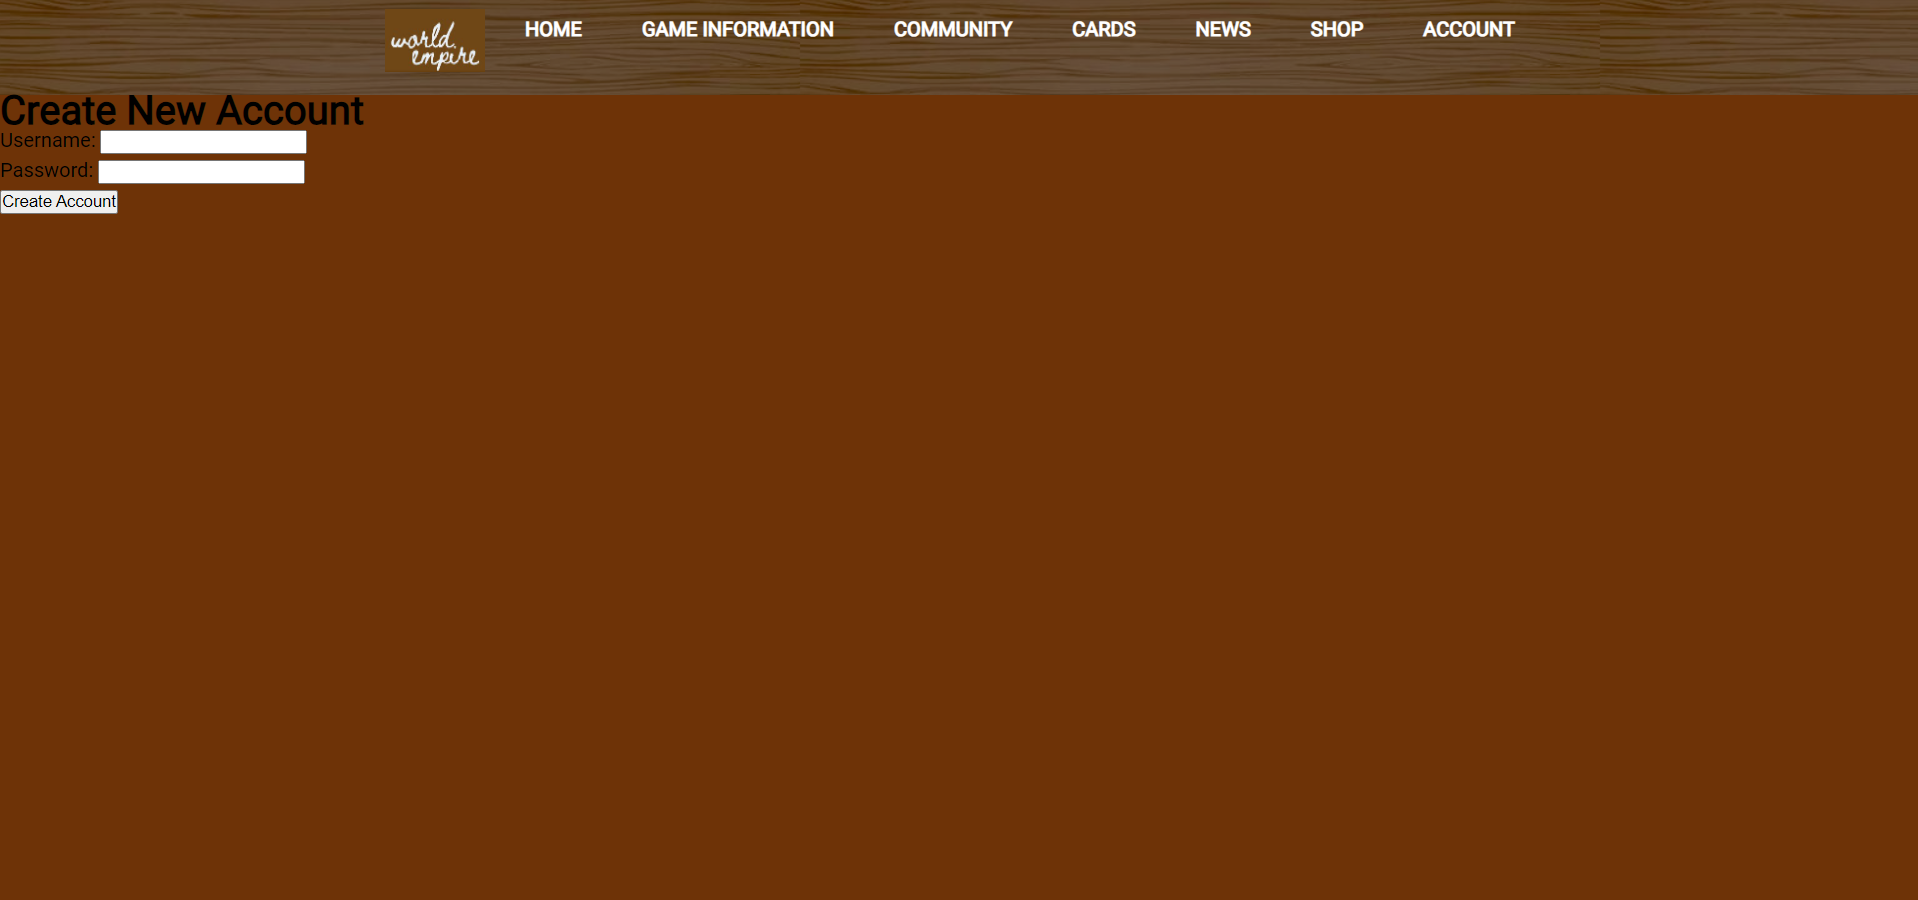 world empire
HOME GAME INFORMATION COMMUNITY CARDS NEWS SHOP ACCOUNT
Create New Account
Username:
Password:
Create Account